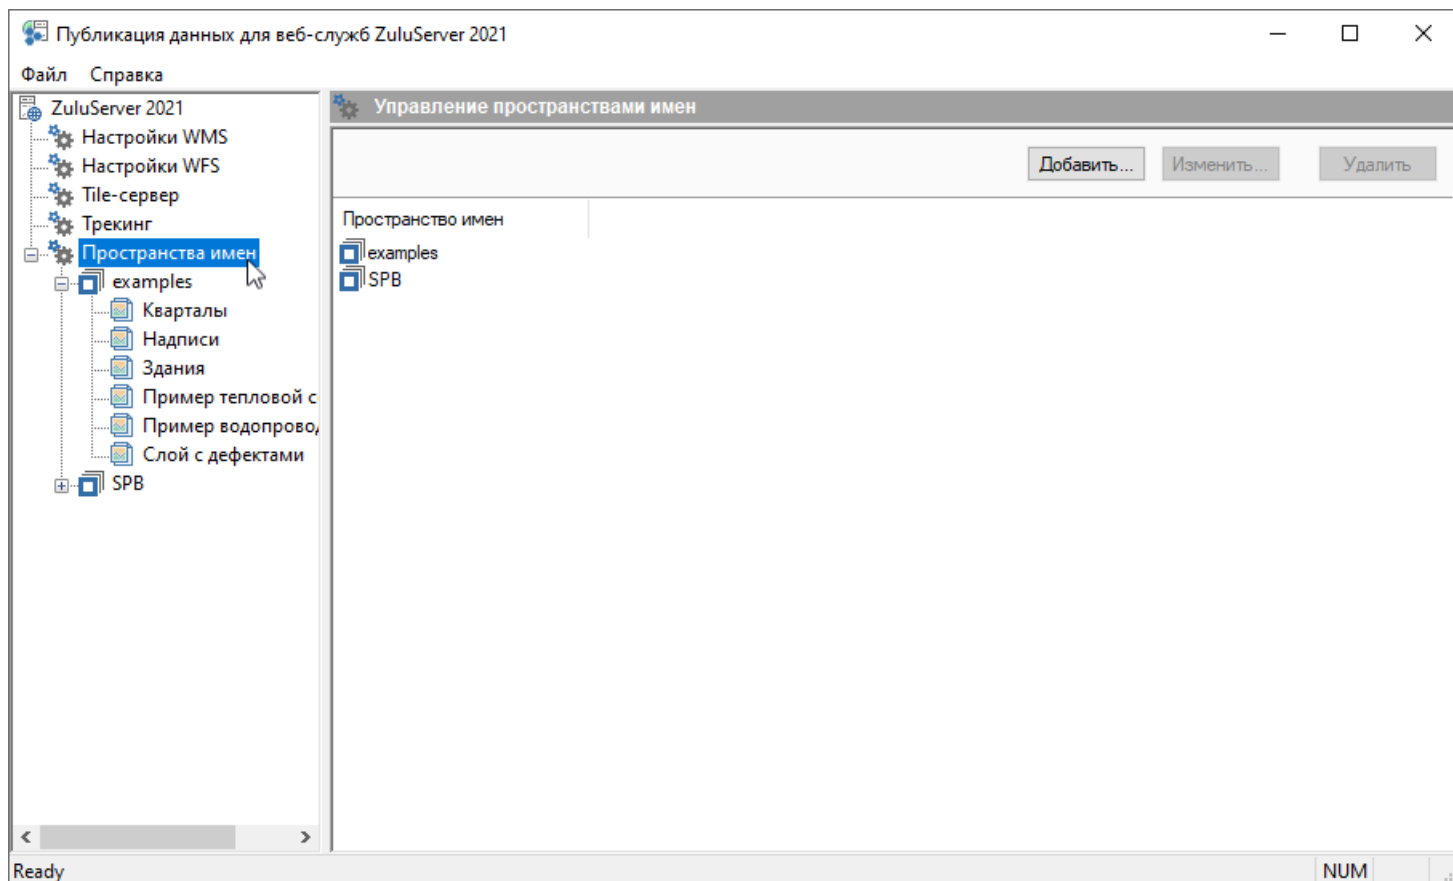 Публикация данных для веб-служб ZuluServer 2021
Файл Справка
ZuluServer 2021
Настройки WMS
Настройки WFS
Tile-сервер
Трекинг
Пространства имен
examples
Кварталы
Надписи
Здания
Пример тепловой с
Пример водопровод
Слой с дефектами
SPB
Управление пространствами имен
Добавить... Изменить... Удалить
Пространство имен
examples
SPB
Ready NUM